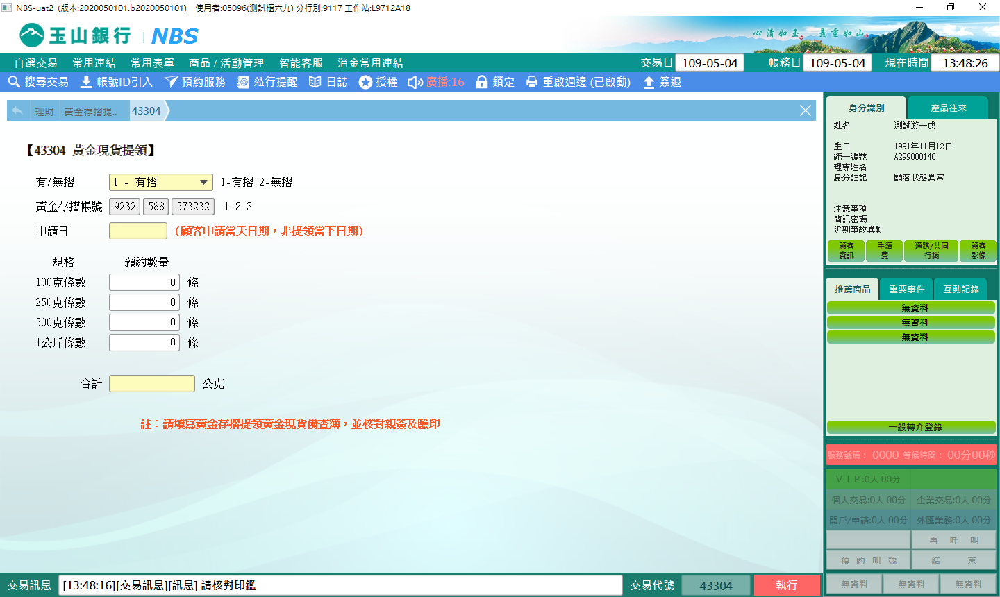 NBS-uat2 (版本:2020050101.b2020050101) 使用者:05096(測試櫃六九) 分行別:9117 工作站:L9712A18
玉山銀行 | NBS
心清如玉。 義重如山。
自選交易 常用連結 常用表單 商品 / 活動管理 智能客服 消金常用連結 交易日 109-05-04 帳務日 109-05-04 現在時間 13:48:26
搜尋交易 帳號ID引入 預約服務 蒞行提醒 日誌 授權 廣播:16 鎖定 重啟週邊 (已啟動) 簽退
理財 黃金存摺提.. 43304
【43304 黃金現貨提領】
有/無摺 1 - 有摺 1-有摺 2-無摺
黃金存摺帳號 9232 588 573232 1 2 3
申請日 (顧客申請當天日期，非提領當下日期)
規格 預約數量
100克條數 0 條
250克條數 0 條
500克條數 0 條
1公斤條數 0 條
合計 公克
註：請填寫黃金存摺提領黃金現貨備查簿，並核對親簽及驗印
交易訊息 [13:48:16][交易訊息][訊息] 請核對印鑑 交易代號 43304 執行
身分識別 產品往來
姓名 測試游一戊
生日 1991年11月12日
統一編號 A299000140
理專姓名
身分註記 顧客狀態異常
注意事項
簡訊密碼
近期事故異動
顧客資訊 手續費 通路/共同行銷 顧客影像
推薦商品 重要事件 互動記錄
無資料
無資料
無資料
一般轉介登錄
服務號碼： 0000 等候時間： 00分00秒
ＶＩＰ:0人 00分
個人交易:0人 00分 企業交易:0人 00分
開戶/申請:0人 00分 外匯業務:0人 00分
再 呼 叫
預 約 叫 號 結 束
無資料 無資料 無資料